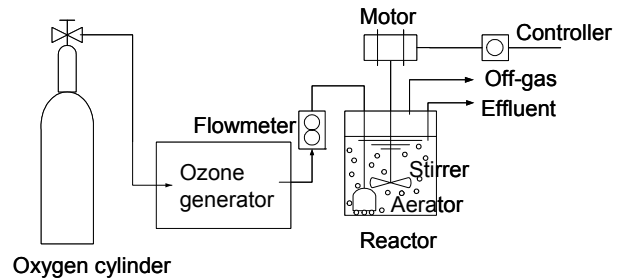 Motor
Controller
Off-gas
Effluent
Flowmeter
Ozone
generator
Stirrer
Aerator
Reactor
Oxygen cylinder